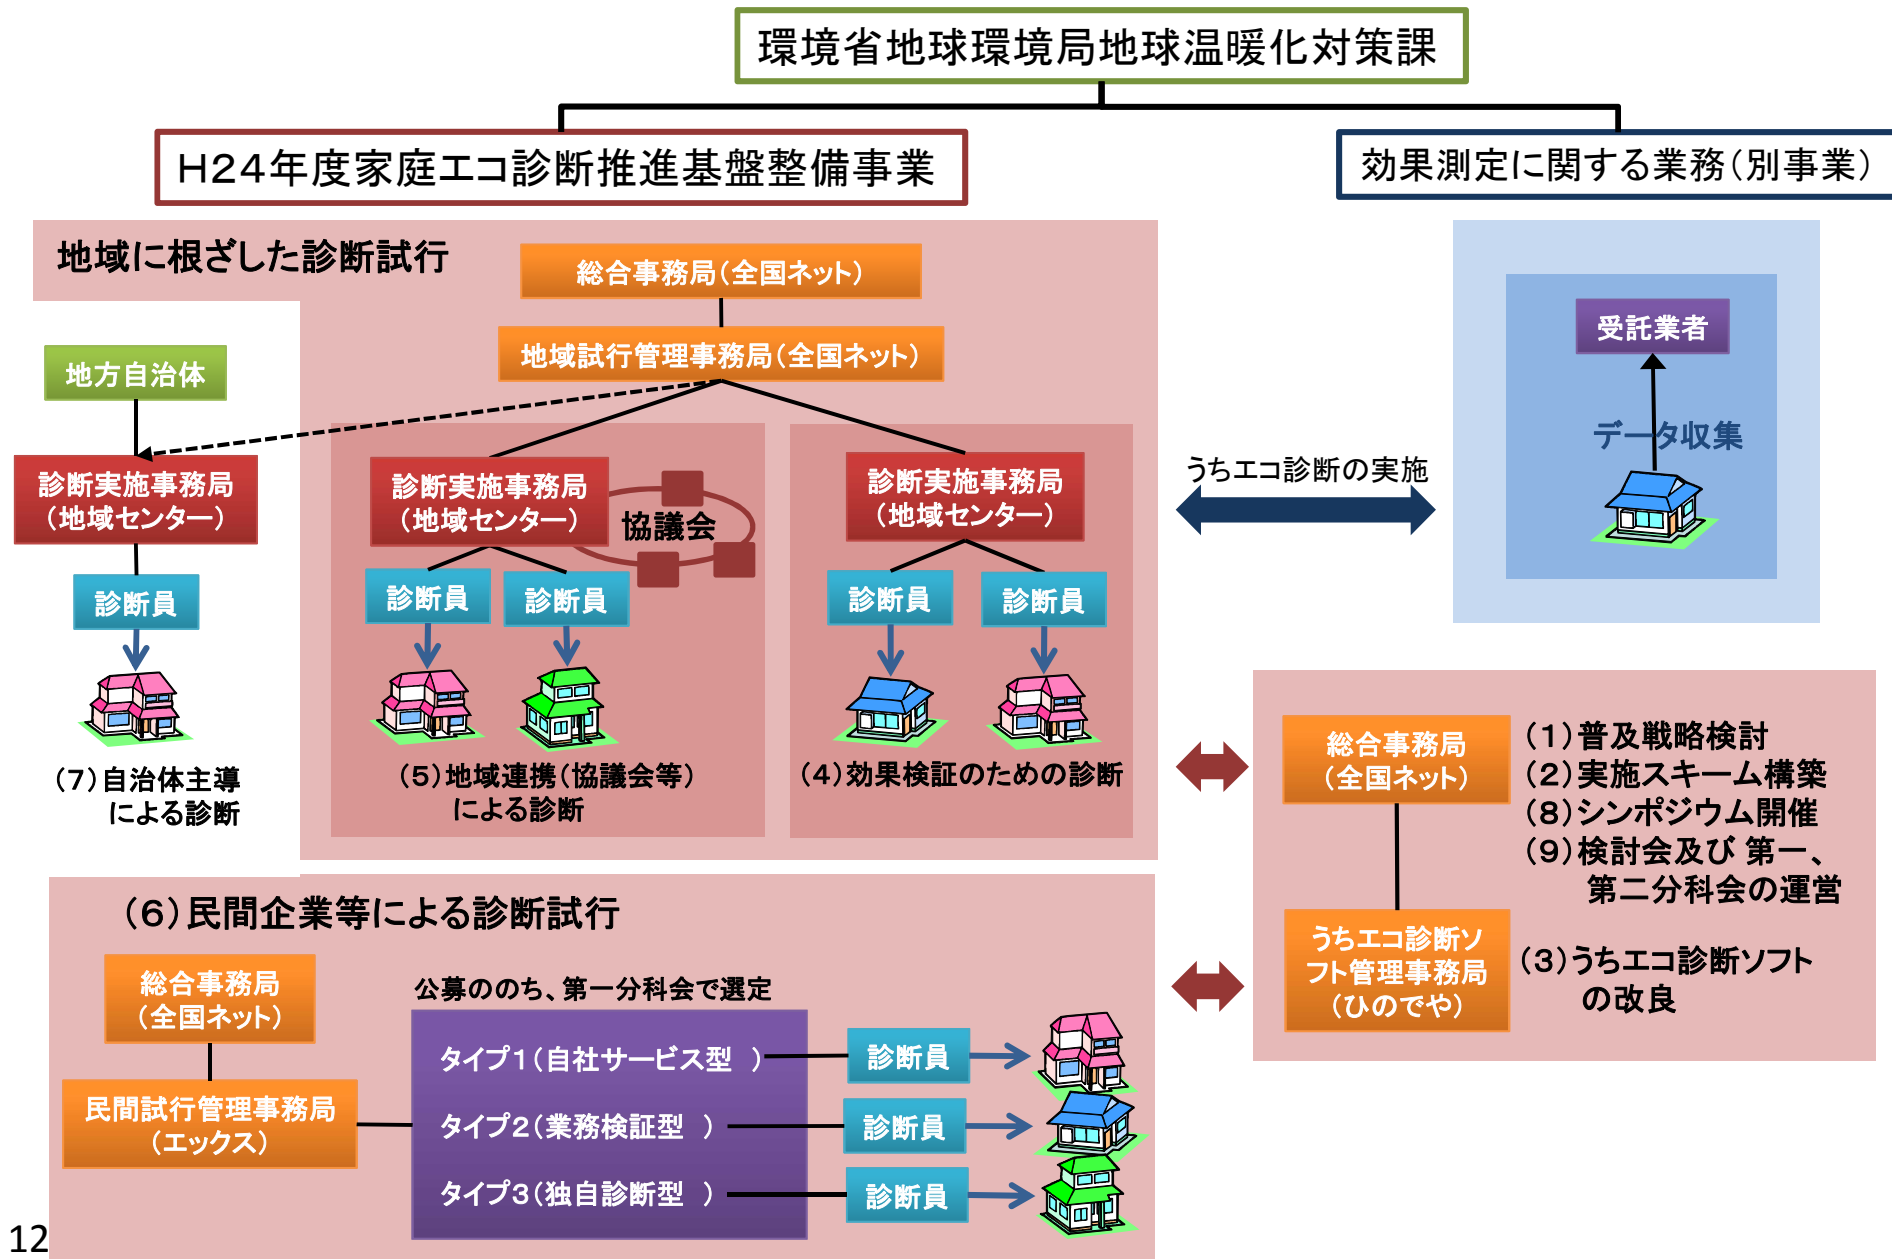 環境省地球環境局地球温暖化対策課
H24年度家庭エコ診断推進基盤整備事業
効果測定に関する業務(別事業)
地域に根ざした診断試行
総合事務局(全国ネット)
地域試行管理事務局(全国ネット)
地方自治体
診断実施事務局
(地域センター)
診断員
(7)自治体主導
による診断
診断実施事務局
(地域センター)
協議会
診断員
診断員
(5)地域連携(協議会等)
による診断
診断実施事務局
(地域センター)
診断員
診断員
(4)効果検証のための診断
うちエコ診断の実施
受託業者
データ収集
総合事務局
(全国ネット)
(1)普及戦略検討
(2)実施スキーム構築
(8)シンポジウム開催
(9)検討会及び 第一、
第二分科会の運営
うちエコ診断ソ
フト管理事務局
(ひのでや)
(3)うちエコ診断ソフト
の改良
(6)民間企業等による診断試行
総合事務局
(全国ネット)
民間試行管理事務局
(エックス)
公募ののち、第一分科会で選定
タイプ1(自社サービス型 )
診断員
タイプ2(業務検証型 )
診断員
タイプ3(独自診断型 )
診断員
12